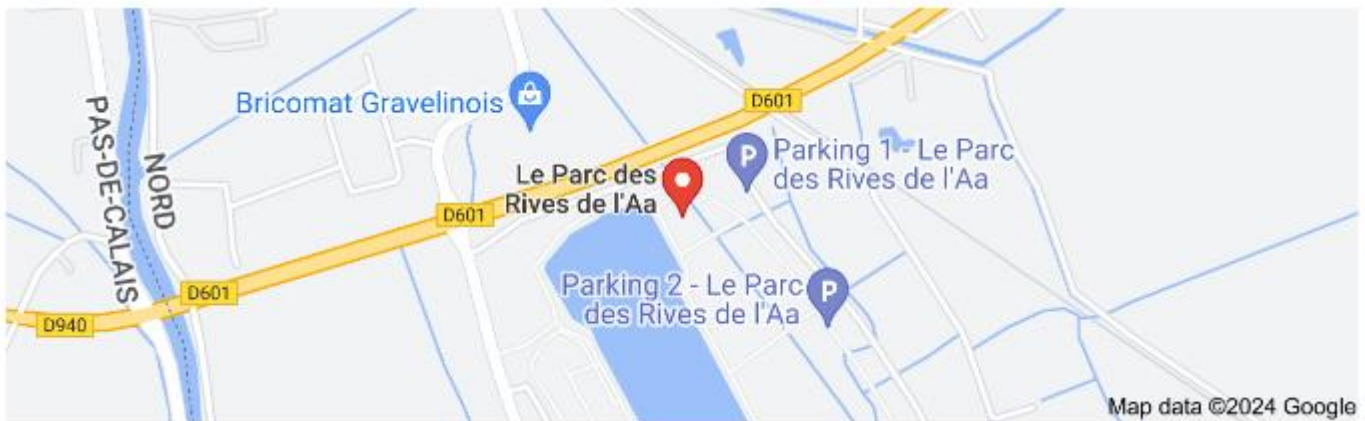 Bricomat Gravelinois
D601
PAS-DE-CALAIS
NORD
Le Parc des
Rives de l'Aa
Parking 1 - Le Parc
des Rives de l'Aa
D601
Parking 2 - Le Parc
des Rives de l'Aa
D601
D940
Map data ©2024 Google